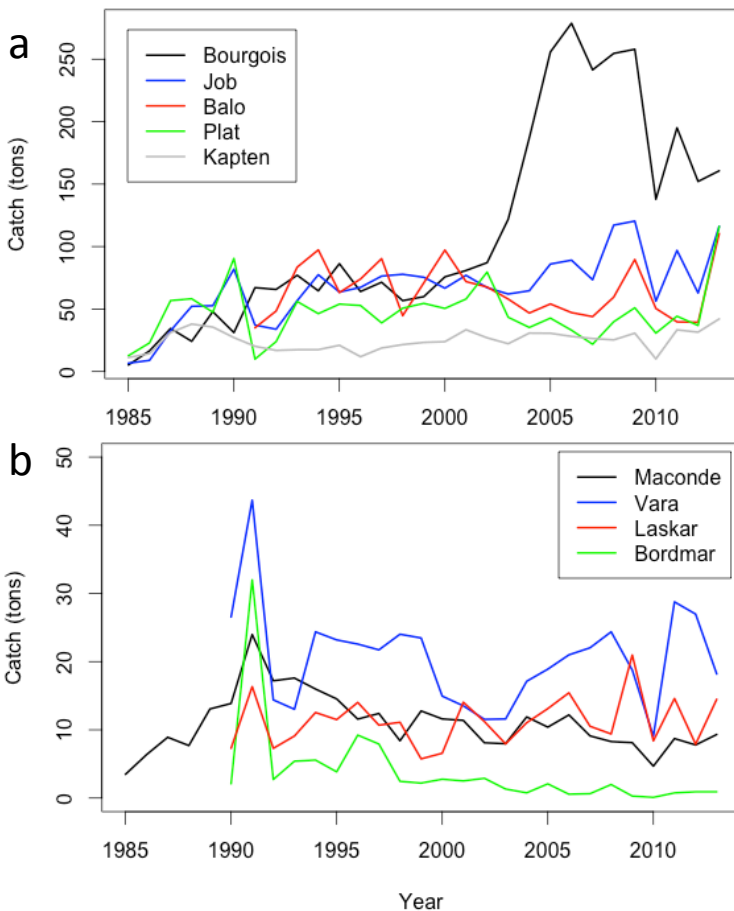 a
Bourgois
Job
Balo
Plat
Kapten
Catch (tons)
250
200
150
100
50
0
1985 1990 1995 2000 2005 2010
b
Maconde
Vara
Laskar
Bordmar
Catch (tons)
50
40
30
20
10
0
1985 1990 1995 2000 2005 2010
Year